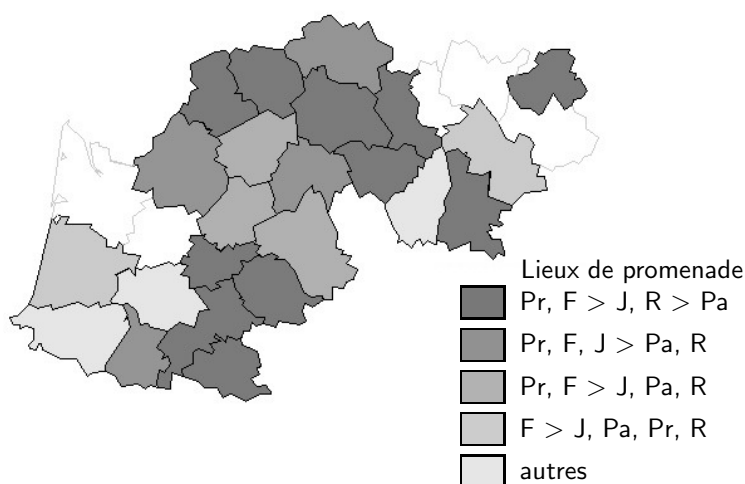 Lieux de promenade
Pr, F > J, R > Pa
Pr, F, J > Pa, R
Pr, F > J, Pa, R
F > J, Pa, Pr, R
autres